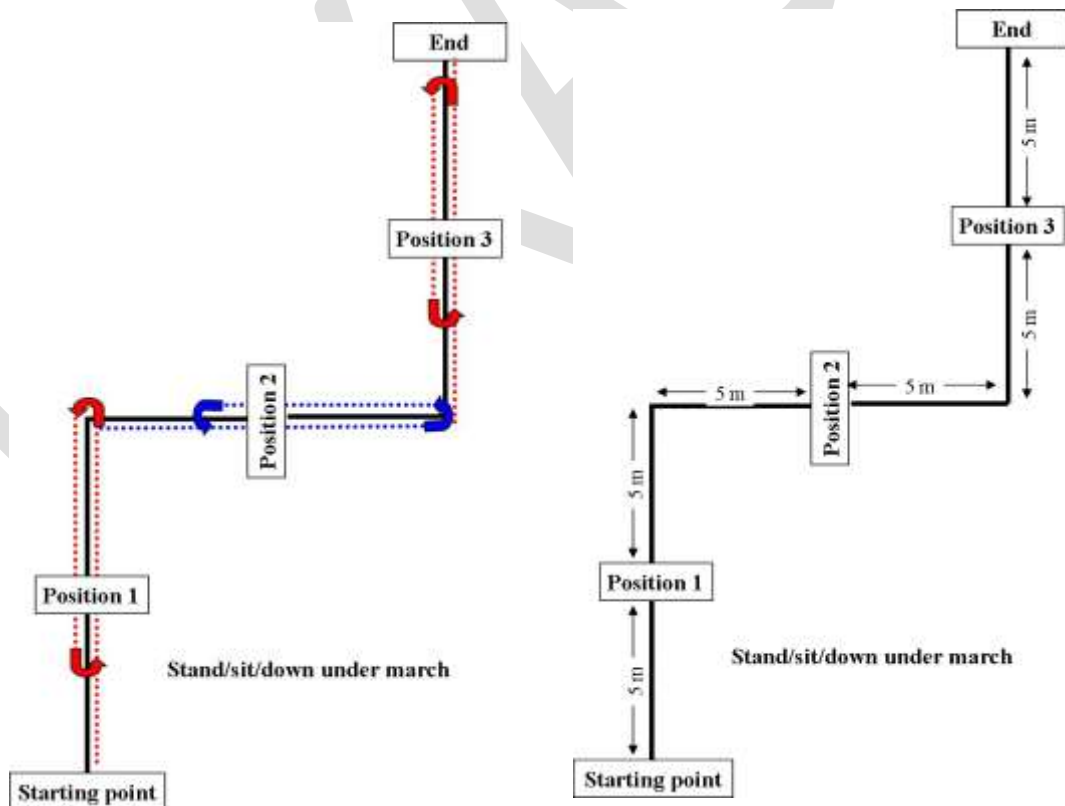 End
Position 3
Position 2
Position 1
Stand/sit/down under march
Starting point
End
5 m
Position 3
5 m
5 m
Position 2
5 m
5 m
Position 1
Stand/sit/down under march
5 m
Starting point